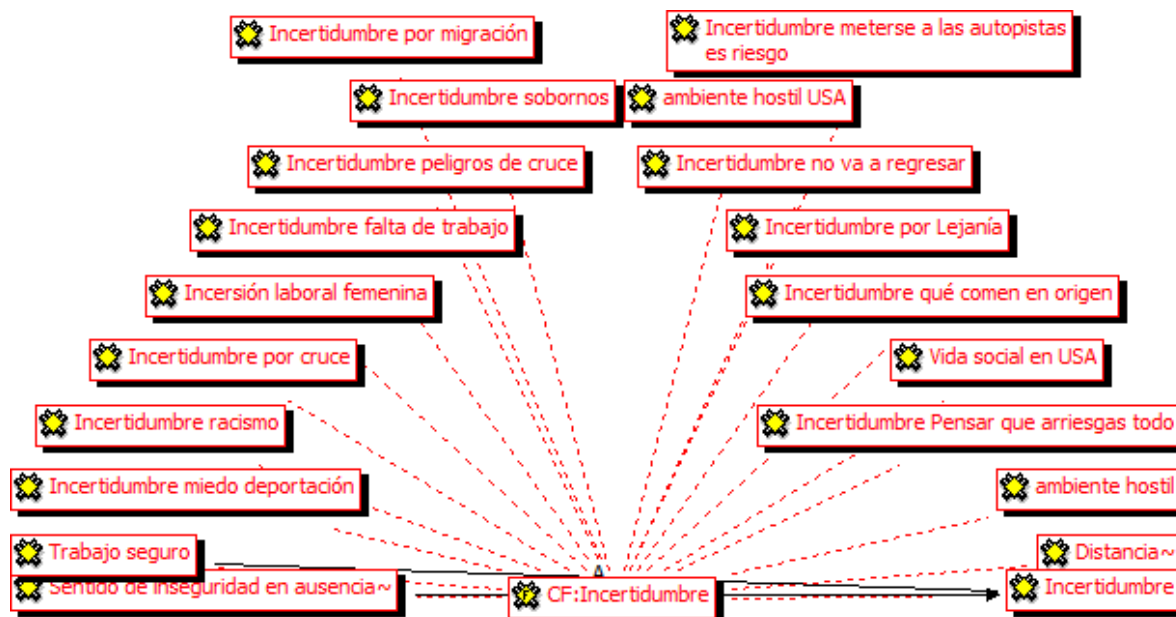 Incertidumbre por migración
Incertidumbre meterse a las autopistas
es riesgo
Incertidumbre sobornos
ambiente hostil USA
Incertidumbre peligros de cruce
Incertidumbre no va a regresar
Incertidumbre falta de trabajo
Incertidumbre por Lejanía
Incersión laboral femenina
Incertidumbre qué comen en origen
Incertidumbre por cruce
Vida social en USA
Incertidumbre racismo
Incertidumbre Pensar que arriesgas todo
Incertidumbre miedo deportación
ambiente hostil
Trabajo seguro
Distancia~
Sentido de inseguridad en ausencia~
CF:Incertidumbre
Incertidumbre